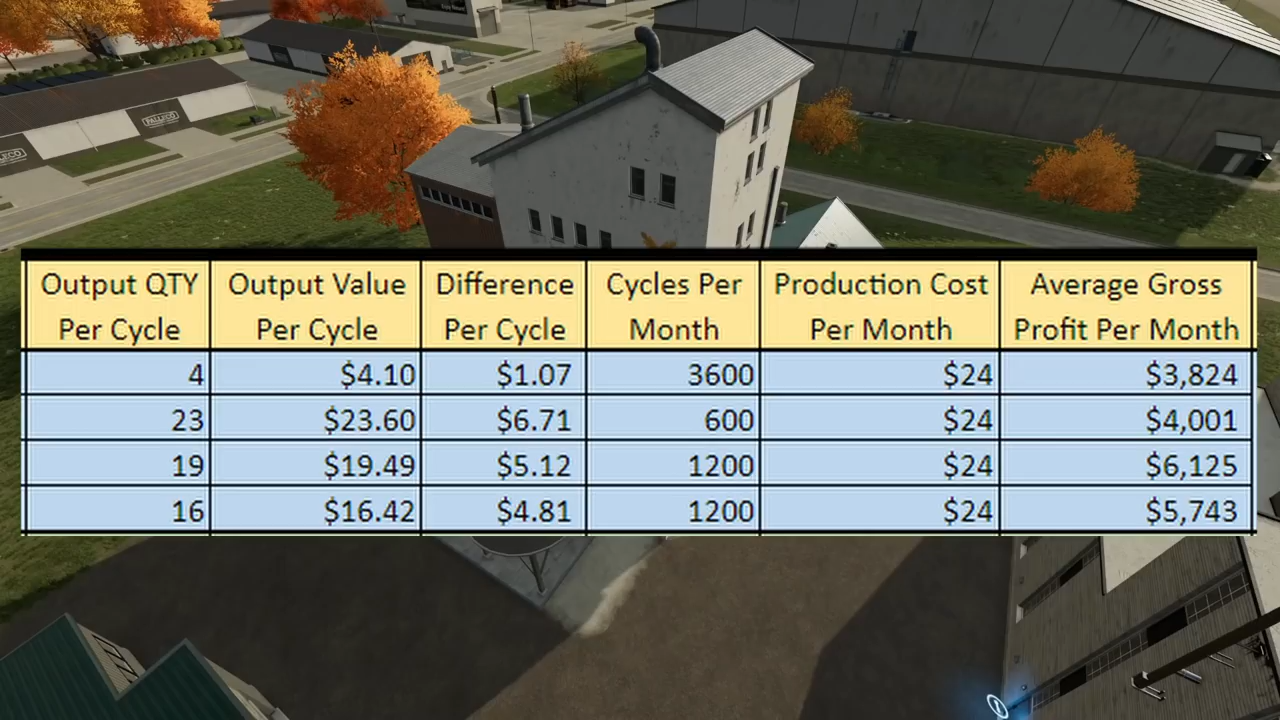 FALLECO
ECO
Output QTY Per Cycle Output Value Per Cycle Difference Per Cycle Cycles Per Month Production Cost Per Month Average Gross Profit Per Month
4 $4.10 $1.07 3600 $24 $3,824
23 $23.60 $6.71 600 $24 $4,001
19 $19.49 $5.12 1200 $24 $6,125
16 $16.42 $4.81 1200 $24 $5,743